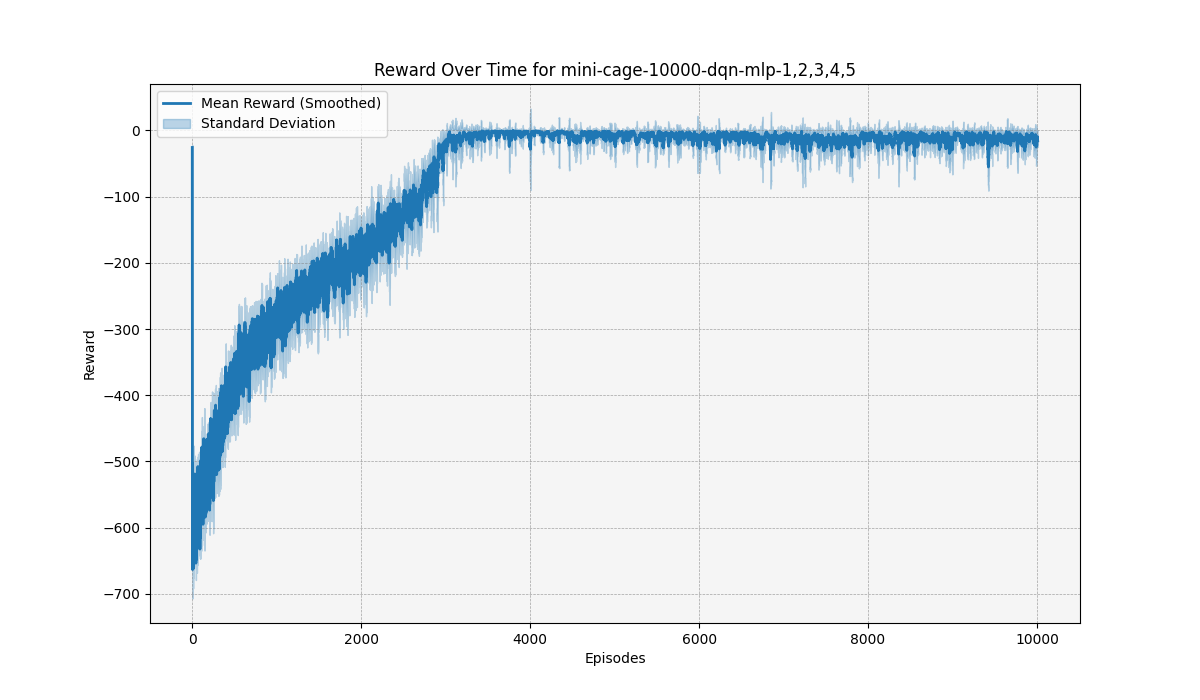 Reward Over Time for mini-cage-10000-dqn-mlp-1,2,3,4,5
Mean Reward (Smoothed)
Standard Deviation
0
−100
−200
−300
−400
−500
−600
−700
Reward
0
2000
4000
6000
8000
10000
Episodes